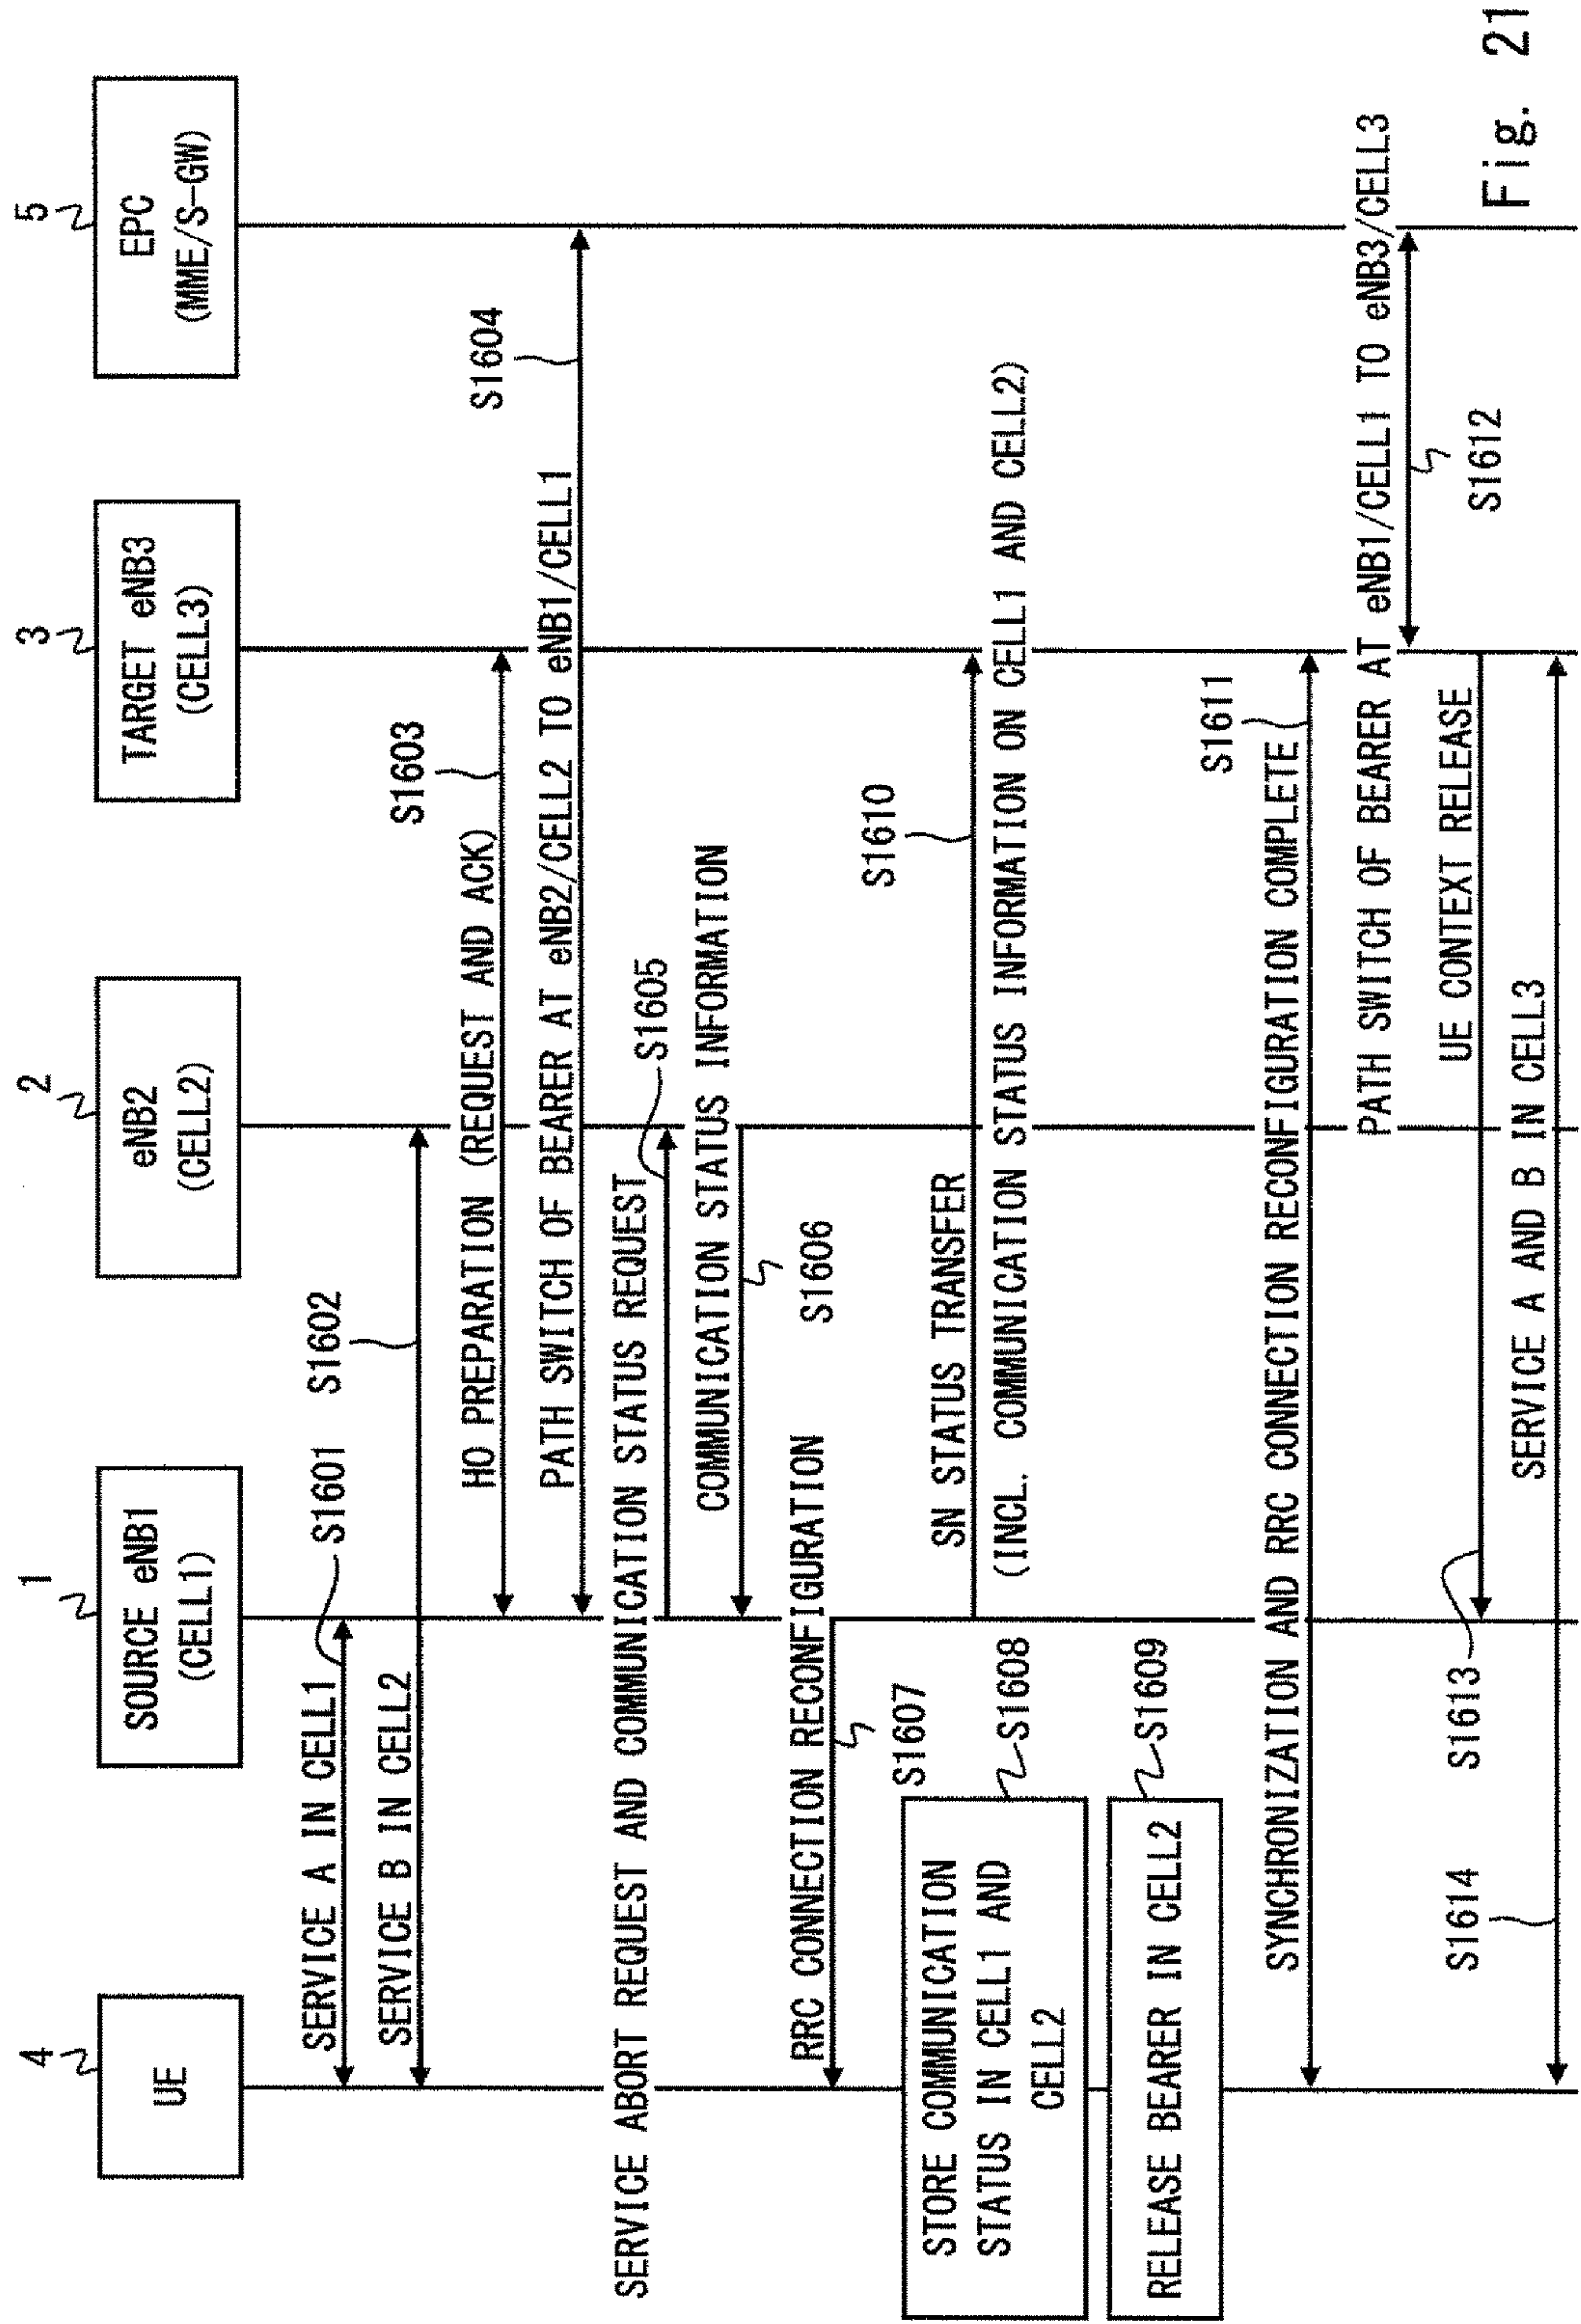 4
UE
1
SOURCE eNB1
(CELL1)
2
eNB2
(CELL2)
3
TARGET eNB3
(CELL3)
5
EPC
(MME/S-GW)
SERVICE A IN CELL1
S1601
SERVICE B IN CELL2
S1602
HO PREPARATION (REQUEST AND ACK)
S1603
PATH SWITCH OF BEARER AT eNB2/CELL2 TO eNB1/CELL1
S1604
SERVICE ABORT REQUEST AND COMMUNICATION STATUS REQUEST
S1605
COMMUNICATION STATUS INFORMATION
S1606
RRC CONNECTION RECONFIGURATION
S1607
STORE COMMUNICATION
STATUS IN CELL1 AND
CELL2
S1608
RELEASE BEARER IN CELL2
S1609
SN STATUS TRANSFER
S1610
(INCL. COMMUNICATION STATUS INFORMATION ON CELL1 AND CELL2)
SYNCHRONIZATION AND RRC CONNECTION RECONFIGURATION COMPLETE
S1611
PATH SWITCH OF BEARER AT eNB1/CELL1 TO eNB3/CELL3
S1612
UE CONTEXT RELEASE
S1613
SERVICE A AND B IN CELL3
S1614
Fig. 21